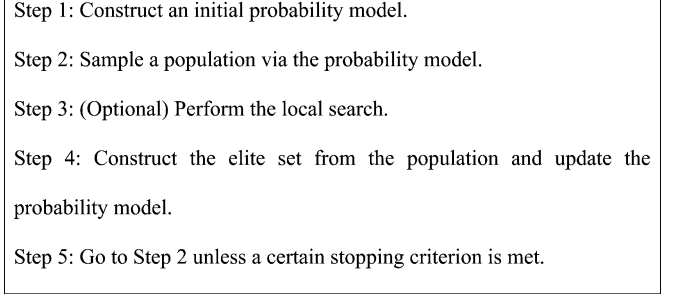 Step 1: Construct an initial probability model.
Step 2: Sample a population via the probability model.
Step 3: (Optional) Perform the local search.
Step 4: Construct the elite set from the population and update the
probability model.
Step 5: Go to Step 2 unless a certain stopping criterion is met.